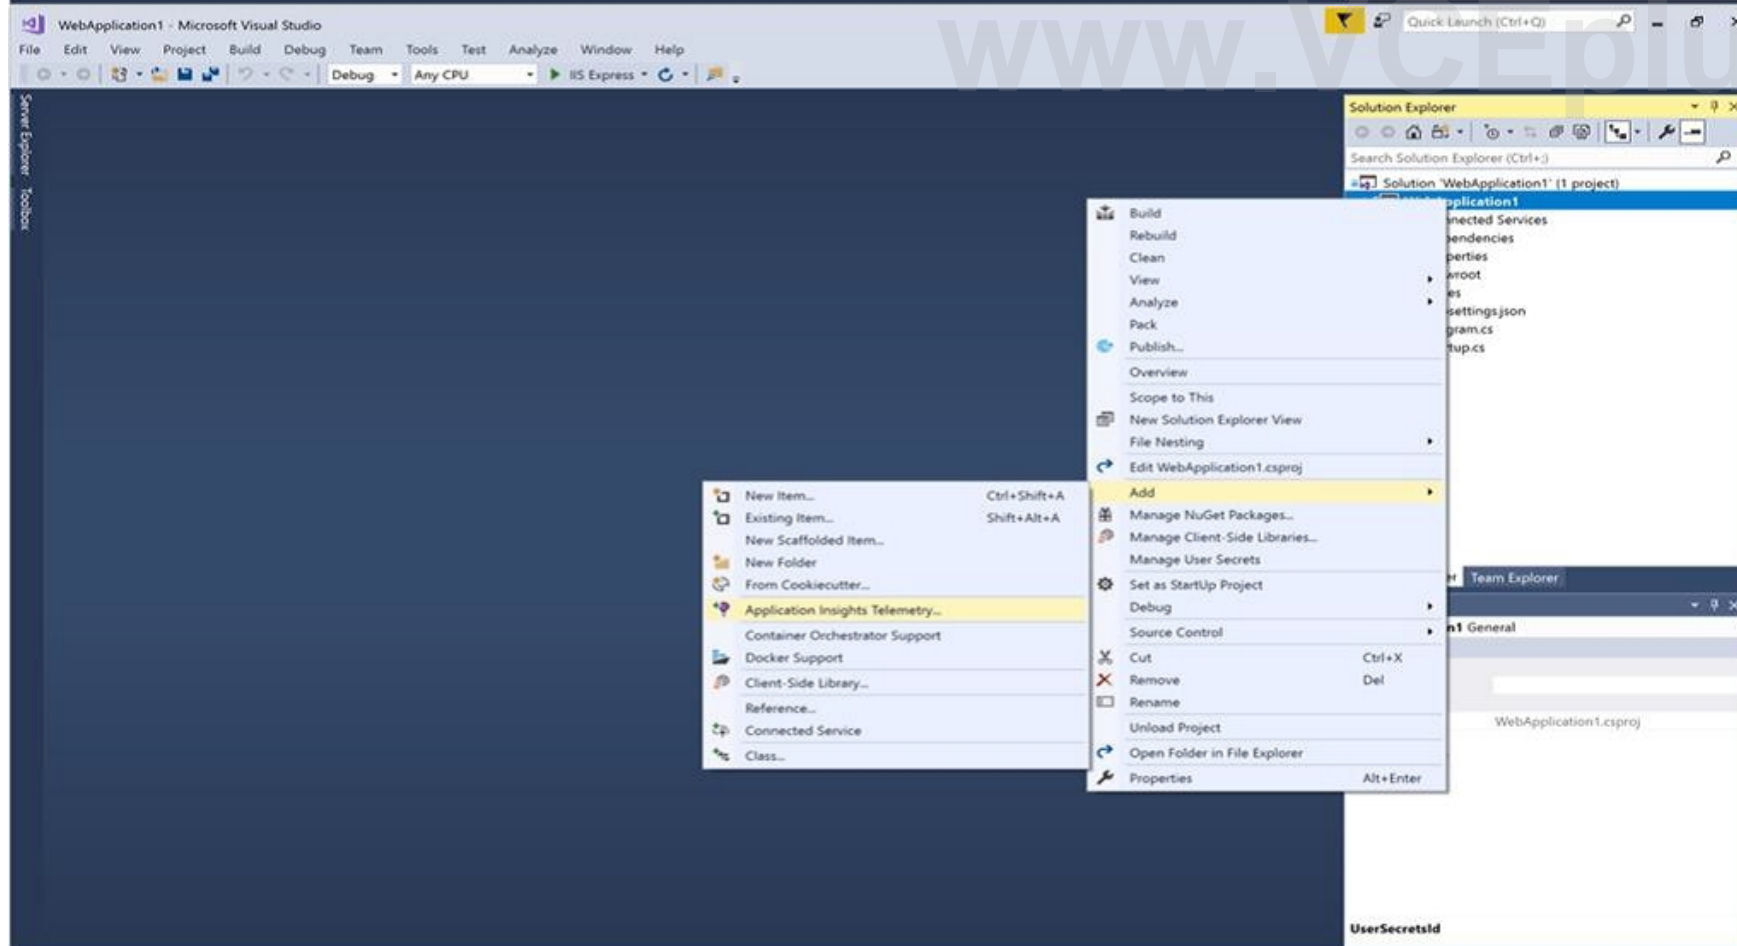 www.VCEplu
WebApplication1 - Microsoft Visual Studio
Quick Launch (Ctrl+Q)
File Edit View Project Build Debug Team Tools Test Analyze Window Help
Debug Any CPU IIS Express
Server Explorer
Toolbox
Solution Explorer
Search Solution Explorer (Ctrl+;)
Solution 'WebApplication1' (1 project)
pplication1
nected Services
endencies
perties
wroot
es
settings.json
gram.cs
tup.cs
Build
Rebuild
Clean
View
Analyze
Pack
Publish...
Overview
Scope to This
New Solution Explorer View
File Nesting
Edit WebApplication1.csproj
Add
Manage NuGet Packages...
Manage Client-Side Libraries...
Manage User Secrets
Set as StartUp Project
Debug
Source Control
Cut Ctrl+X
Remove Del
Rename
Unload Project
Open Folder in File Explorer
Properties Alt+Enter
New Item... Ctrl+Shift+A
Existing Item... Shift+Alt+A
New Scaffolded Item...
New Folder
From Cookiecutter...
Application Insights Telemetry...
Container Orchestrator Support
Docker Support
Client-Side Library...
Reference...
Connected Service
Class...
Team Explorer
n1 General
WebApplication1.csproj
UserSecretsId